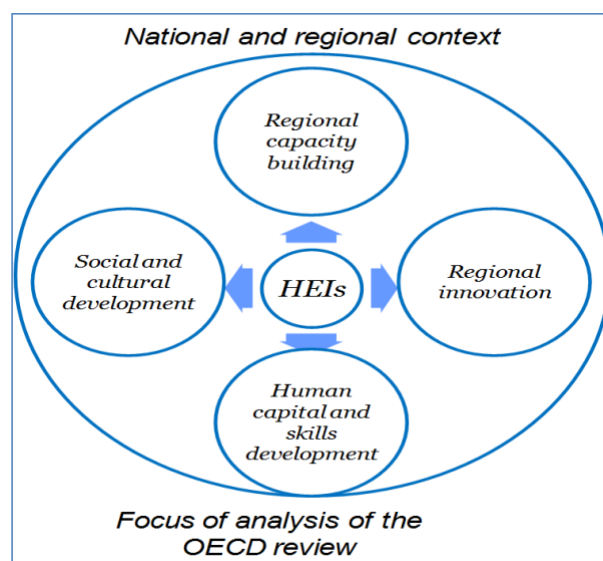 National and regional context
Regional
capacity
building
Social and
cultural
development
HEIs
Regional
innovation
Human
capital and
skills
development
Focus of analysis of the
OECD review